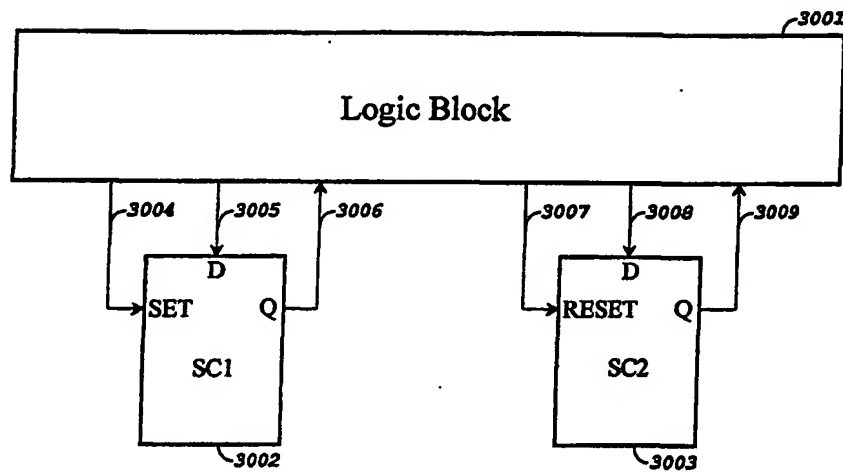 3001
Logic Block
3004
3005
3006
3007
3008
3009
D
D
SET
Q
RESET
Q
SC1
SC2
3002
3003